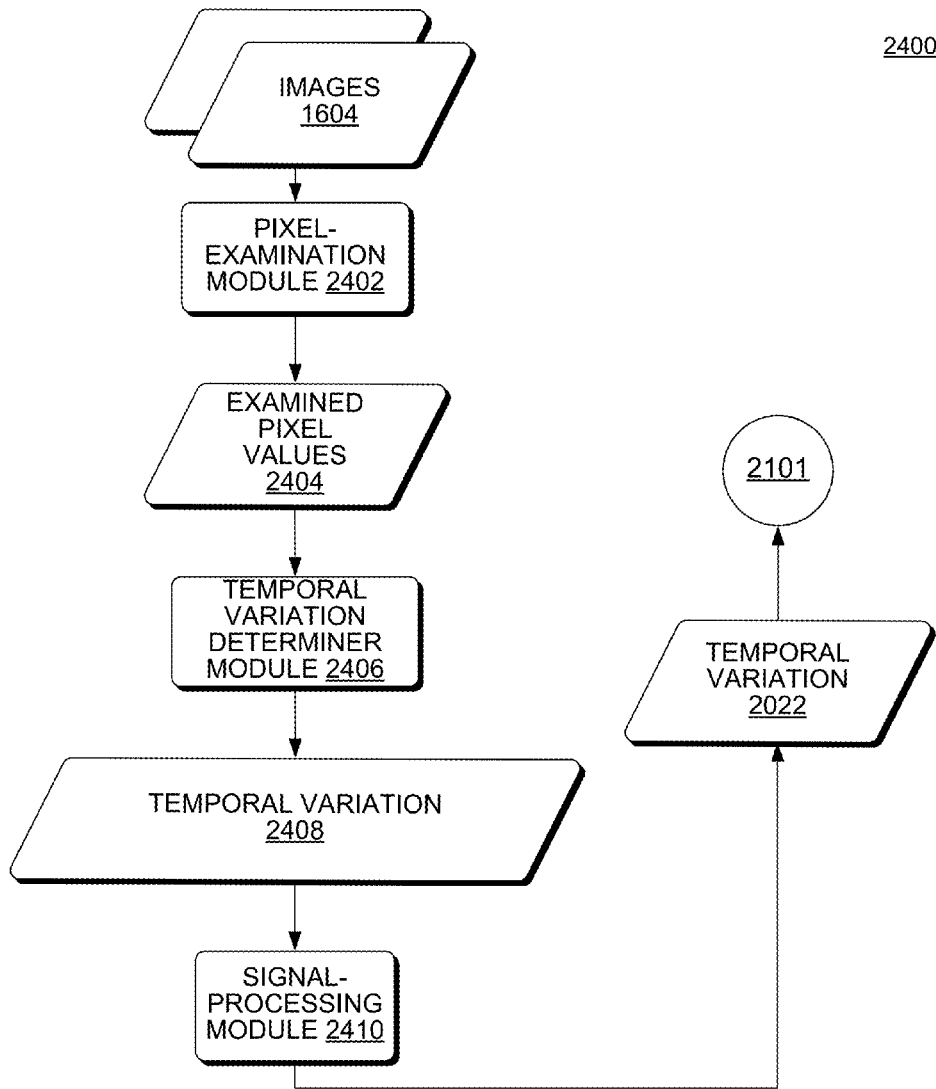 2400
IMAGES
1604
PIXEL-
EXAMINATION
MODULE 2402
EXAMINED
PIXEL
VALUES
2404
TEMPORAL
VARIATION
DETERMINER
MODULE 2406
TEMPORAL VARIATION
2408
SIGNAL-
PROCESSING
MODULE 2410
TEMPORAL
VARIATION
2022
2101